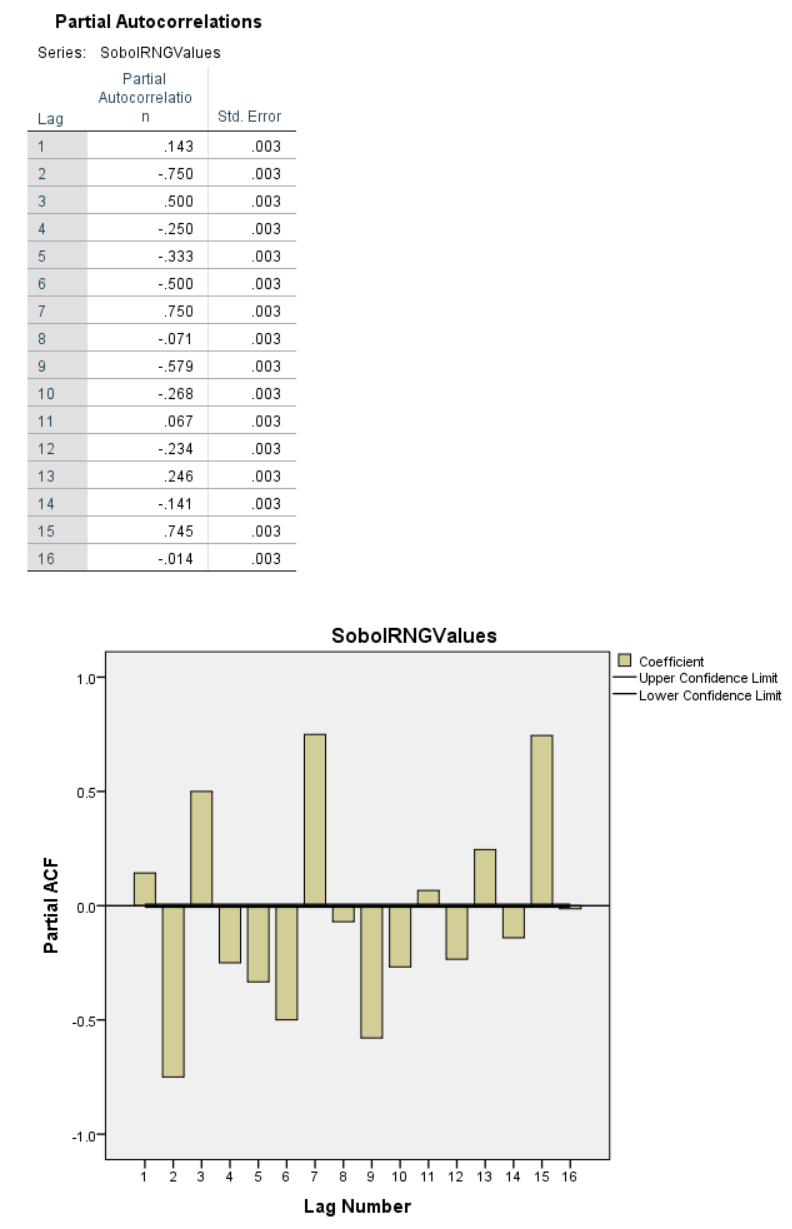 Partial Autocorrelations
Series: SobolRNGValues
Lag Partial Autocorrelatio n Std. Error
1 .143 .003
2 -.750 .003
3 .500 .003
4 -.250 .003
5 -.333 .003
6 -.500 .003
7 .750 .003
8 -.071 .003
9 -.579 .003
10 -.268 .003
11 .067 .003
12 -.234 .003
13 .246 .003
14 -.141 .003
15 .745 .003
16 -.014 .003
SobolRNGValues
Coefficient
Upper Confidence Limit
Lower Confidence Limit
Partial ACF
1.0
0.5
0.0
-0.5
-1.0
1 2 3 4 5 6 7 8 9 10 11 12 13 14 15 16
Lag Number